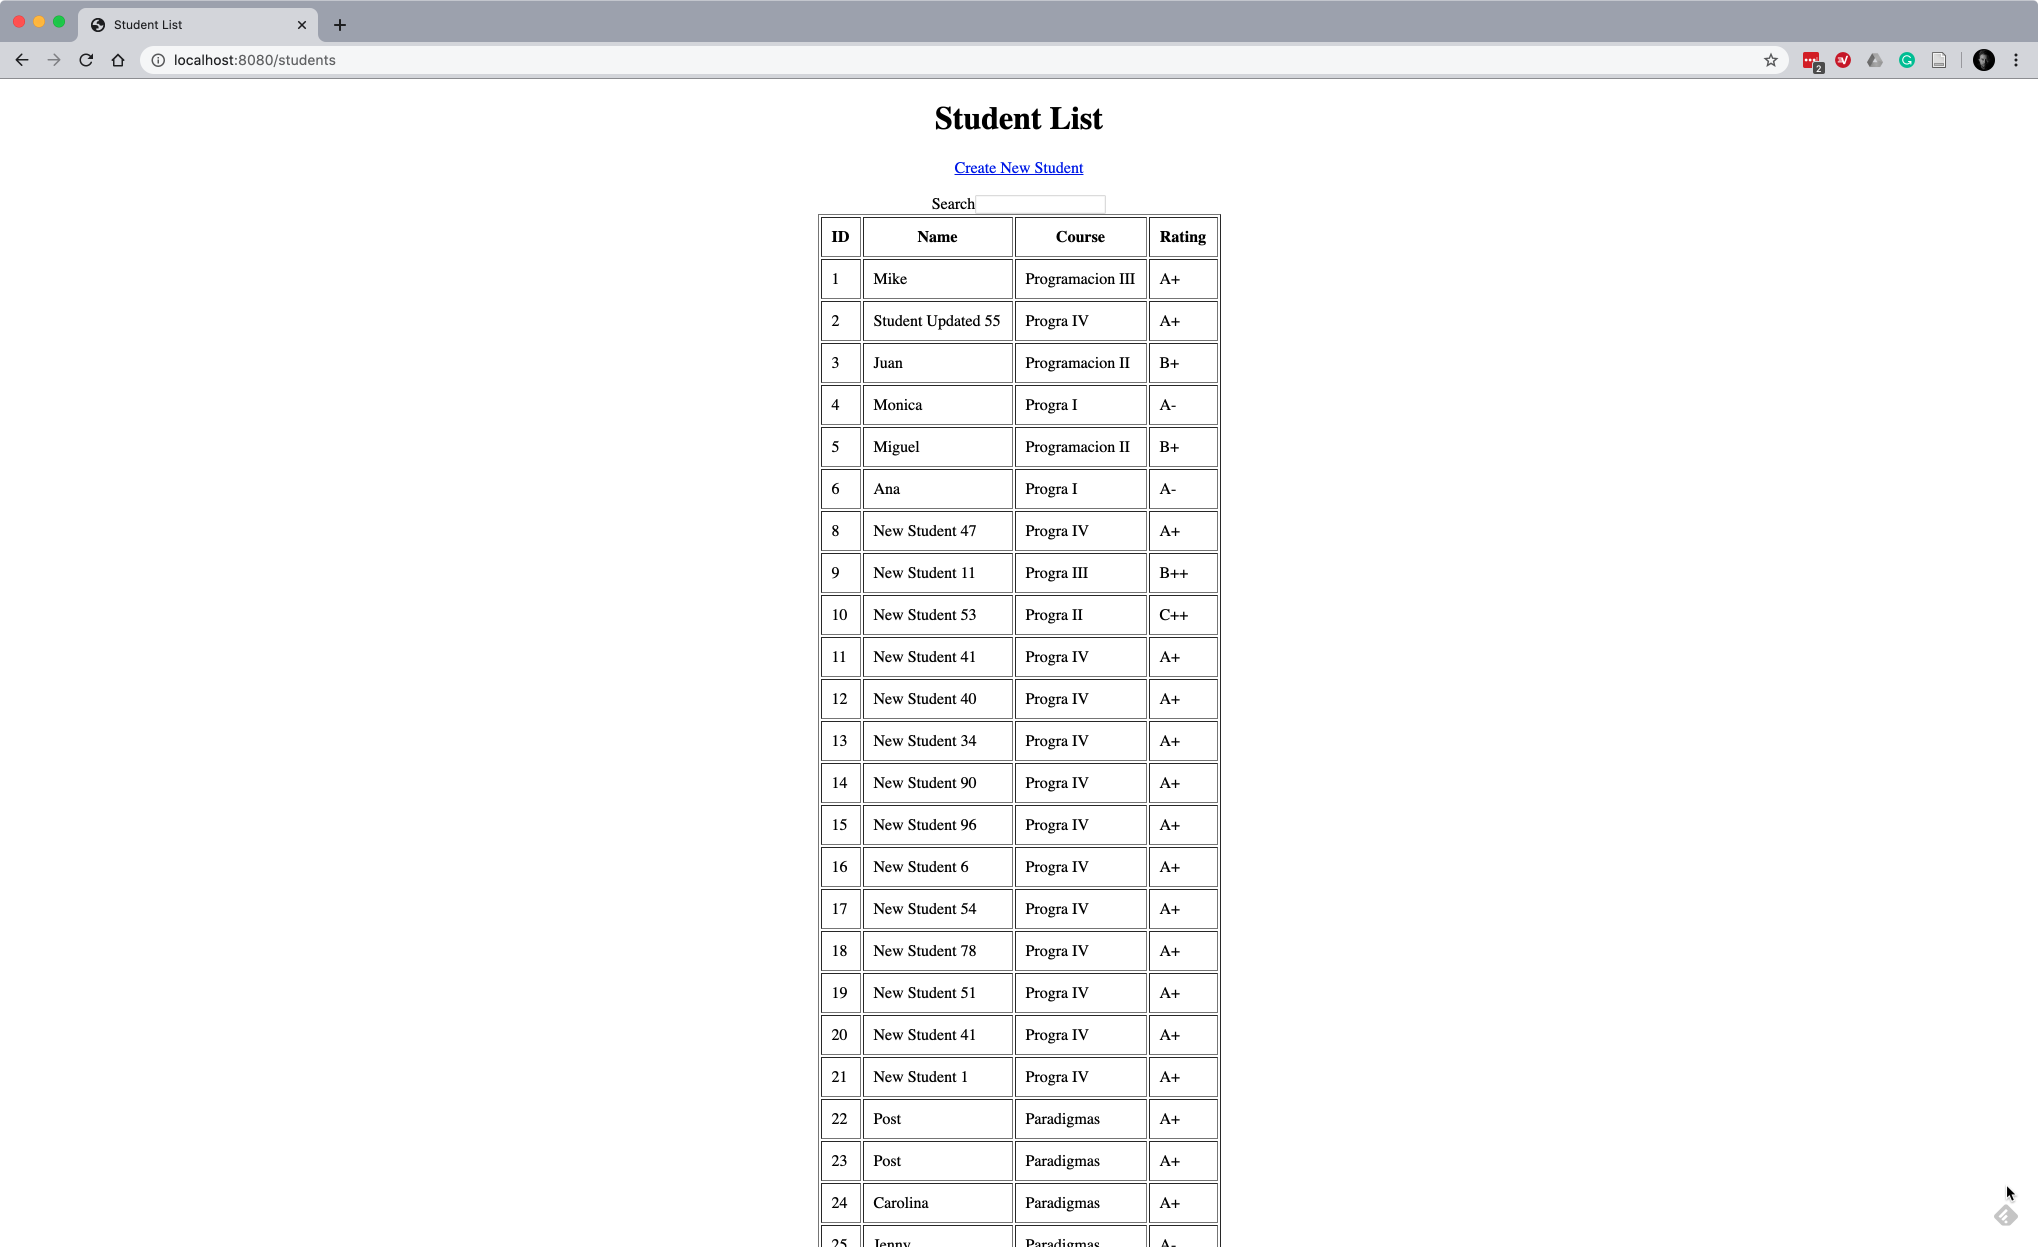 Student List
localhost:8080/students
2
Student List
Create New Student
Search
ID Name Course Rating
1 Mike Programacion III A+
2 Student Updated 55 Progra IV A+
3 Juan Programacion II B+
4 Monica Progra I A-
5 Miguel Programacion II B+
6 Ana Progra I A-
8 New Student 47 Progra IV A+
9 New Student 11 Progra III B++
10 New Student 53 Progra II C++
11 New Student 41 Progra IV A+
12 New Student 40 Progra IV A+
13 New Student 34 Progra IV A+
14 New Student 90 Progra IV A+
15 New Student 96 Progra IV A+
16 New Student 6 Progra IV A+
17 New Student 54 Progra IV A+
18 New Student 78 Progra IV A+
19 New Student 51 Progra IV A+
20 New Student 41 Progra IV A+
21 New Student 1 Progra IV A+
22 Post Paradigmas A+
23 Post Paradigmas A+
24 Carolina Paradigmas A+
25 Jenny Paradigmas A-